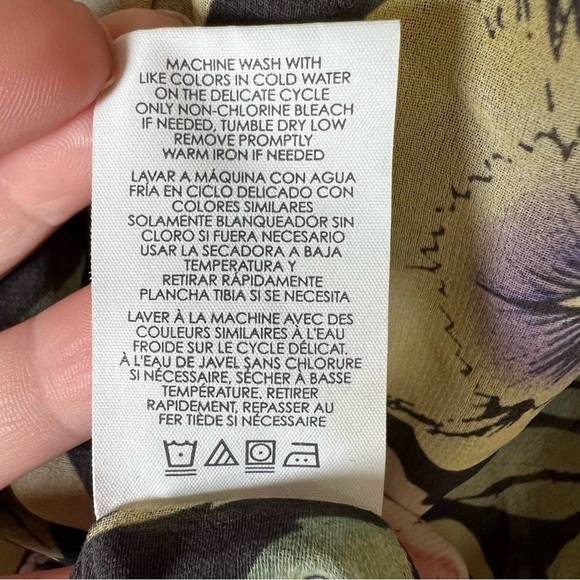 MACHINE WASH WITH
LIKE COLORS IN COLD WATER
ON THE DELICATE CYCLE
ONLY NON-CHLORINE BLEACH
IF NEEDED, TUMBLE DRY LOW
REMOVE PROMPTLY
WARM IRON IF NEEDED
LAVAR A MÁQUINA CON AGUA
FRÍA EN CICLO DELICADO CON
COLORES SIMILARES
SOLAMENTE BLANQUEADOR SIN
CLORO SI FUERA NECESARIO
USAR LA SECADORA A BAJA
TEMPERATURA Y
RETIRAR RÁPIDAMENTE
PLANCHA TIBIA SI SE NECESITA
LAVER À LA MACHINE AVEC DES
COULEURS SIMILAIRES À L'EAU
FROIDE SUR LE CYCLE DÉLICAT.
À L'EAU DE JAVEL SANS CHLORURE
SI NÉCESSAIRE, SÉCHER À BASSE
TEMPÉRATURE, RETIRER
RAPIDEMENT, REPASSER AU
FER TIÈDE SI NÉCESSAIRE